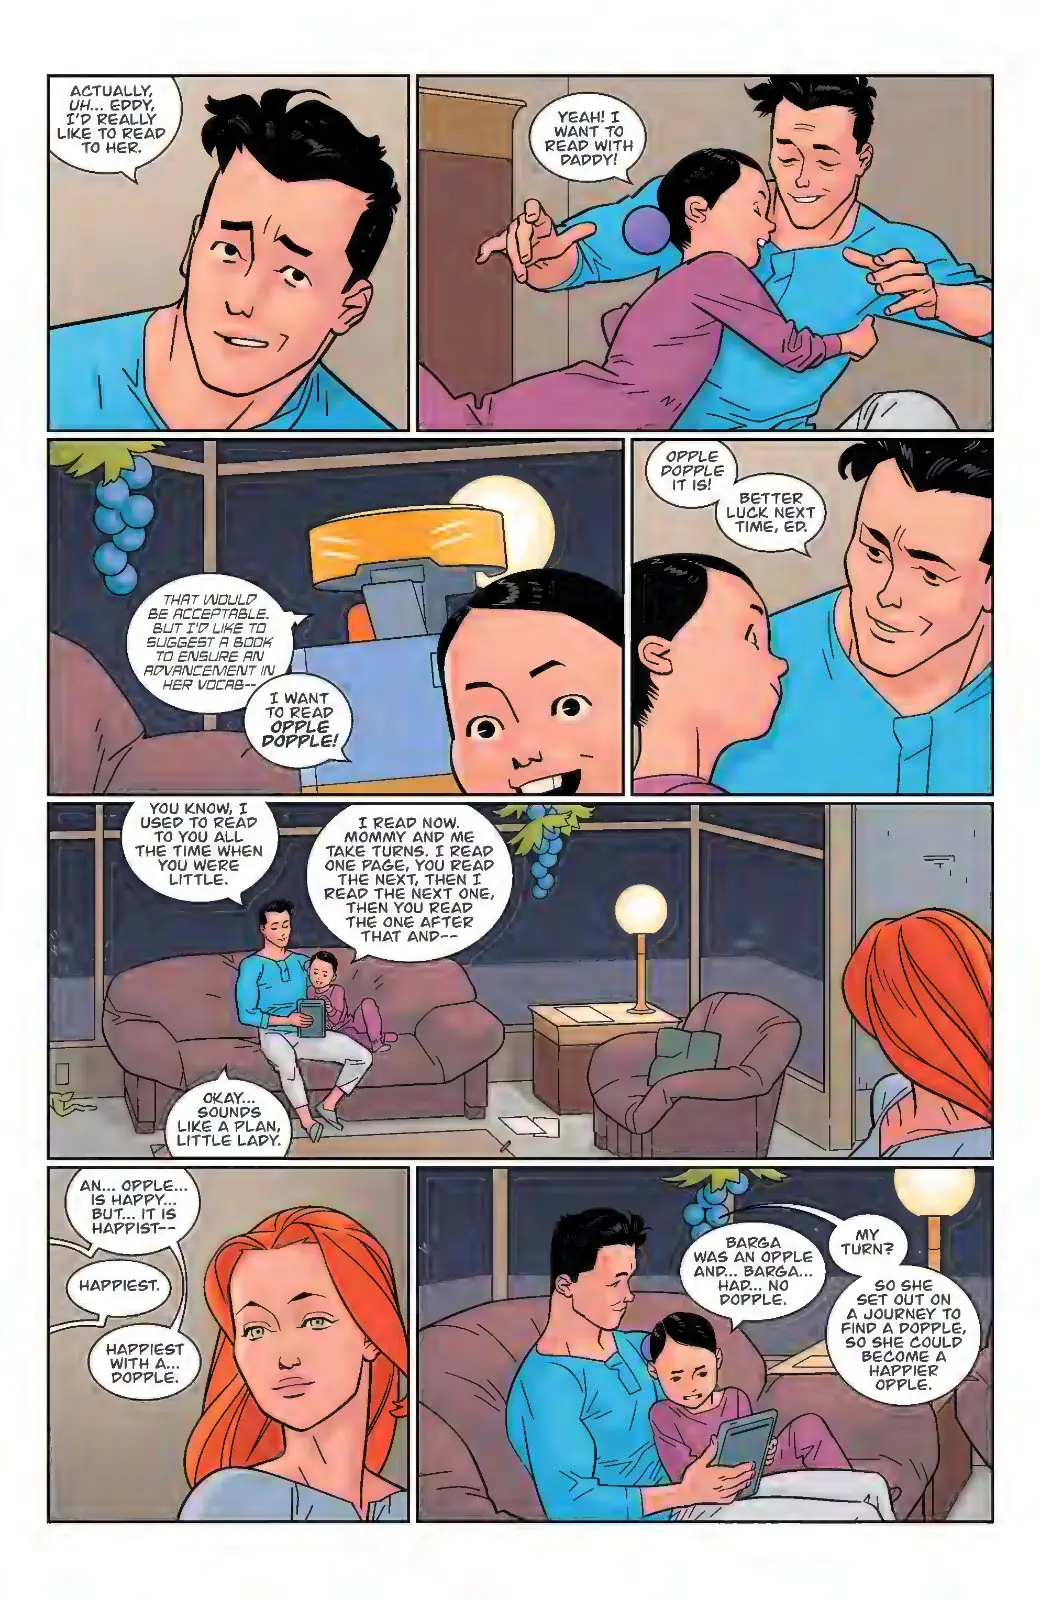 ACTUALLY,
UH... EDDY,
I'D REALLY
LIKE TO READ
TO HER.
YEAH! I
WANT TO
READ WITH
DADDY!
THAT WOULD
BE ACCEPTABLE.
BUT I'D LIKE TO
SUGGEST A BOOK
TO ENSURE AN
ADVANCEMENT IN
HER VOCAB--
I WANT
TO READ
OPPLE
DOPPLE!
OPPLE
DOPPLE
IT IS!
BETTER
LUCK NEXT
TIME, ED.
YOU KNOW, I
USED TO READ
TO YOU ALL
THE TIME WHEN
YOU WERE
LITTLE.
I READ NOW.
MOMMY AND ME
TAKE TURNS. I READ
ONE PAGE, YOU READ
THE NEXT, THEN I
READ THE NEXT ONE,
THEN YOU READ
THE ONE AFTER
THAT AND--
OKAY...
SOUNDS
LIKE A PLAN,
LITTLE LADY.
AN... OPPLE...
IS HAPPY...
BUT... IT IS
HAPPIST--
HAPPIEST.
HAPPIEST
WITH A...
DOPPLE.
BARGA
WAS AN OPPLE
AND... BARGA...
HAD... NO
DOPPLE.
MY
TURN?
SO SHE
SET OUT ON
A JOURNEY TO
FIND A DOPPLE,
SO SHE COULD
BECOME A
HAPPIER
OPPLE.